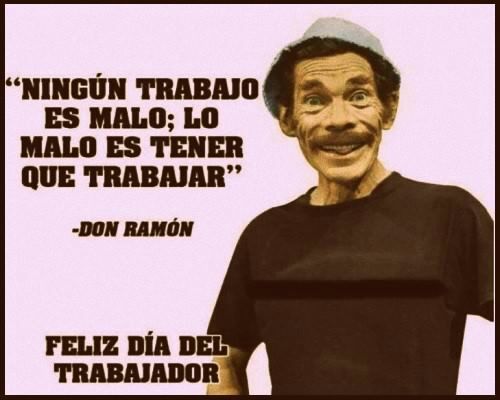 “NINGÚN TRABAJO
ES MALO; LO
MALO ES TENER
QUE TRABAJAR”
-DON RAMÓN
FELIZ DÍA DEL
TRABAJADOR